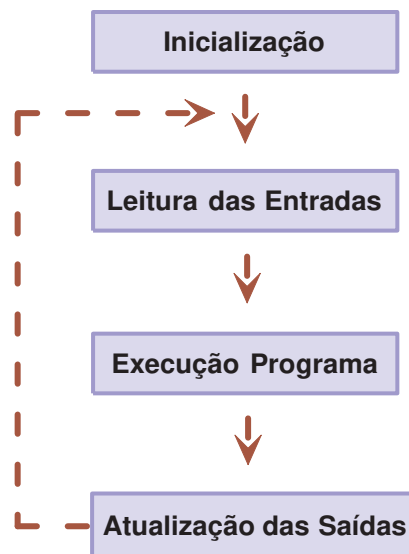 Inicialização
Leitura das Entradas
Execução Programa
Atualização das Saídas